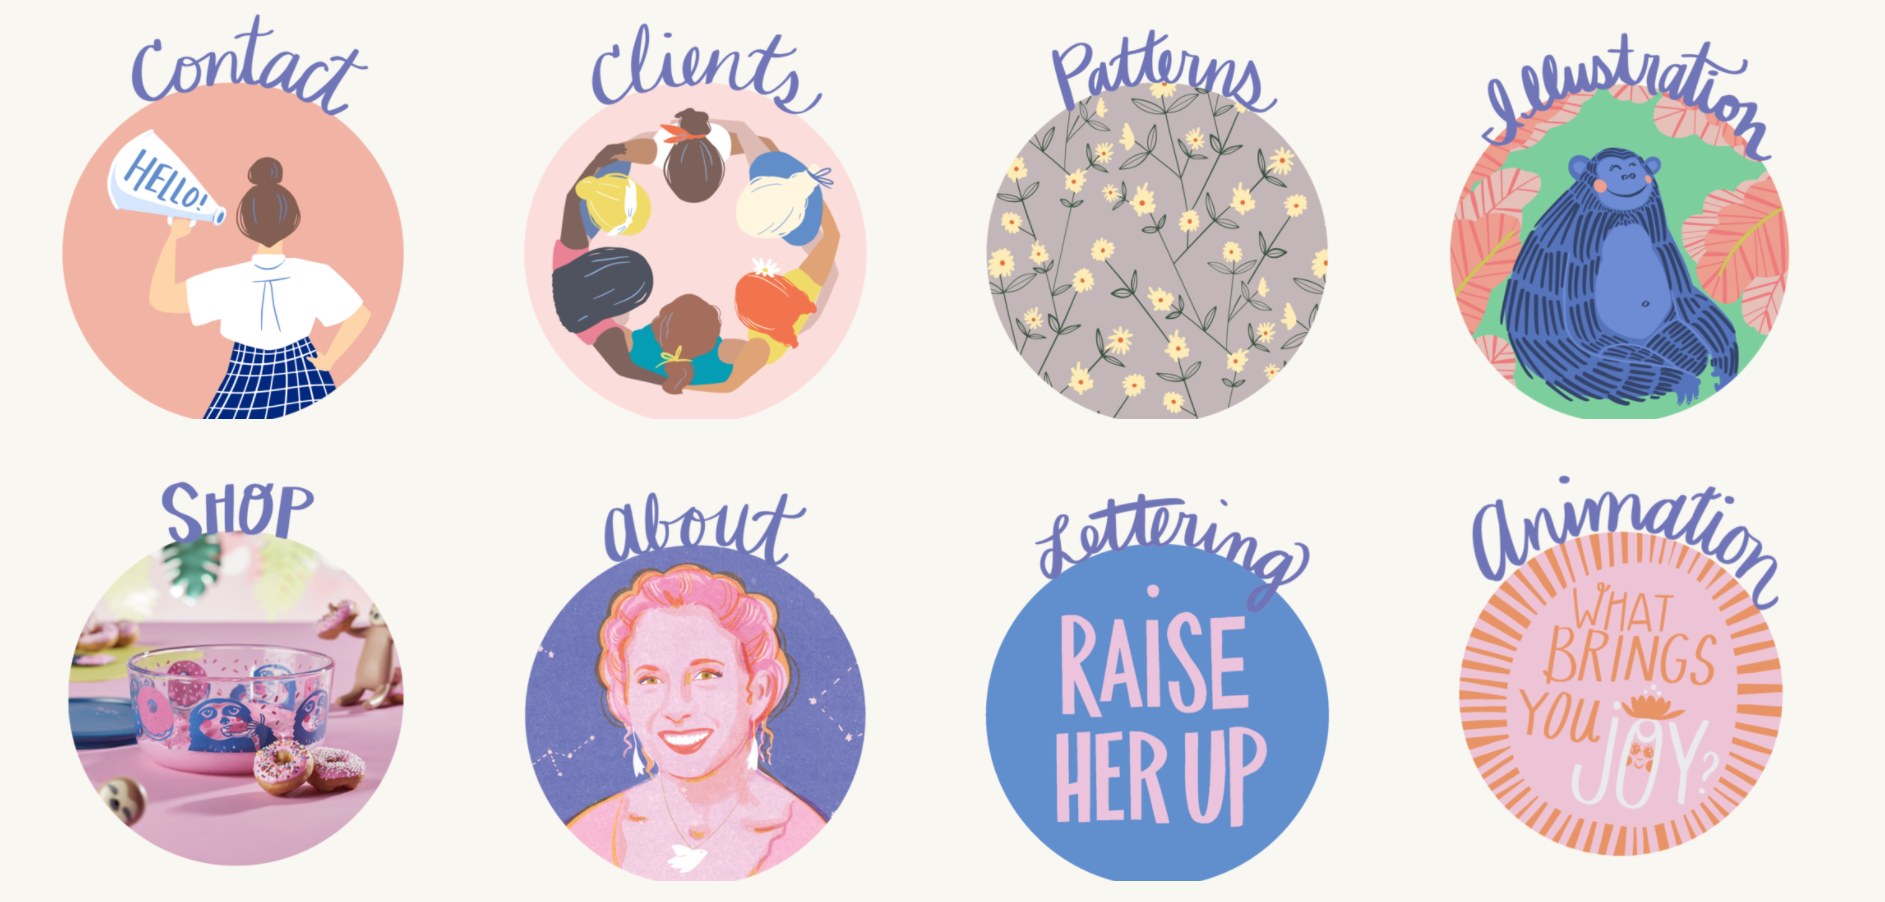 Contact
HELLO!
Clients
Patterns
Illustration
SHOP
About
Lettering
RAISE
HER UP
Animation
WHAT
BRINGS
YOU
JOY?